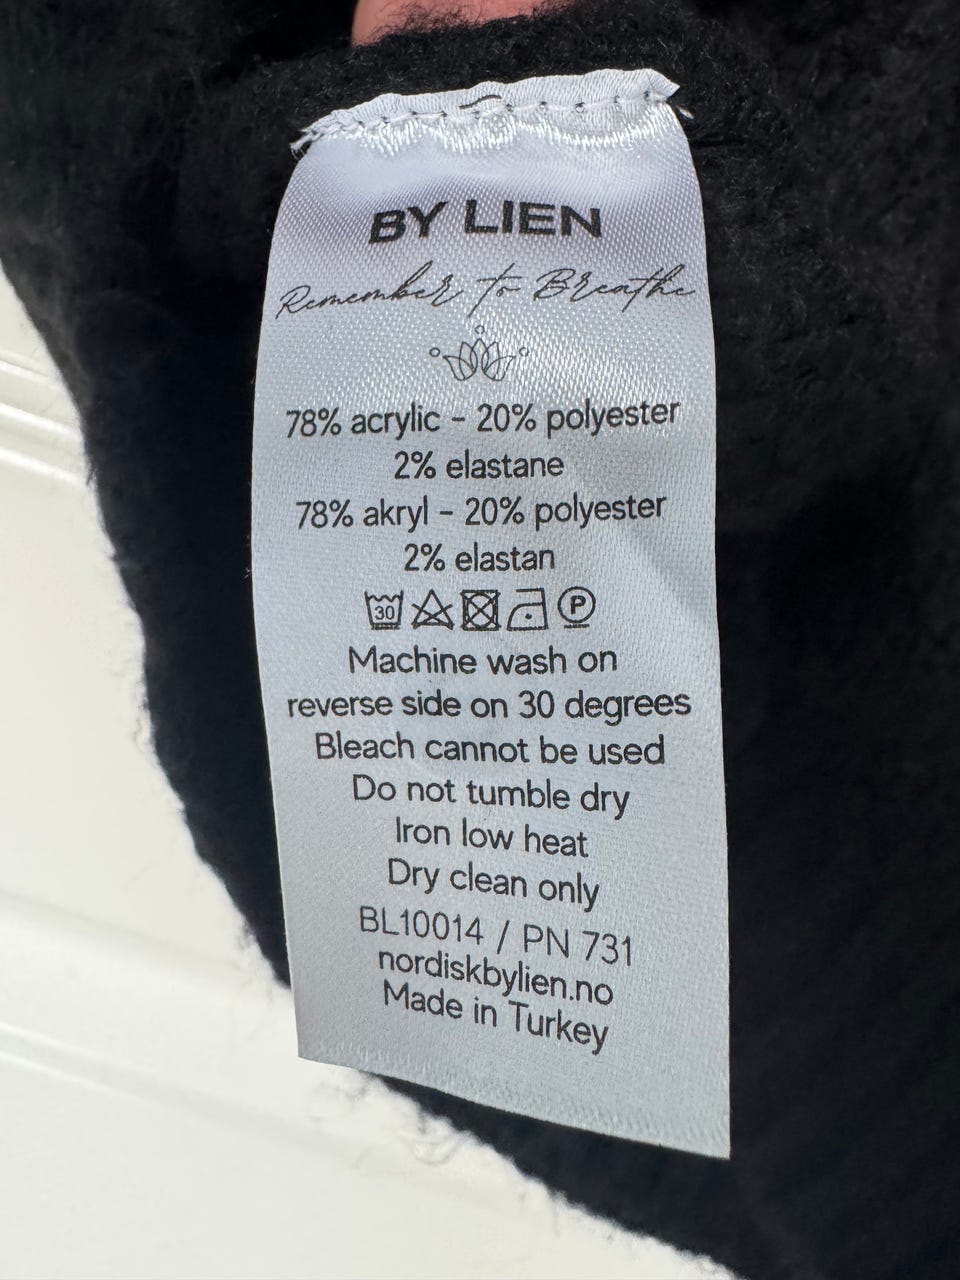 BY LIEN
Remember to Breathe
78% acrylic - 20% polyester
2% elastane
78% akryl - 20% polyester
2% elastan
30 P
Machine wash on
reverse side on 30 degrees
Bleach cannot be used
Do not tumble dry
Iron low heat
Dry clean only
BL10014 / PN 731
nordiskbylien.no
Made in Turkey